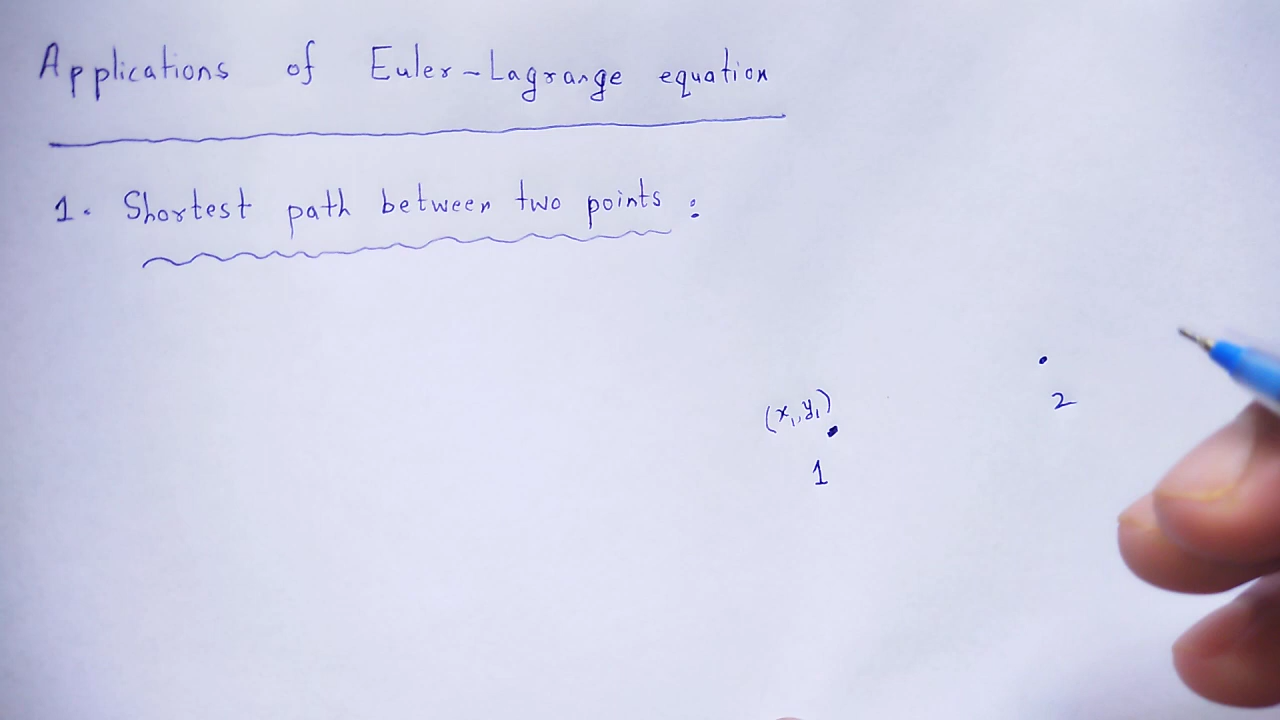 Applications of Euler-Lagrange equation
1. Shortest path between two points :
(x₁,y₁)
2
1